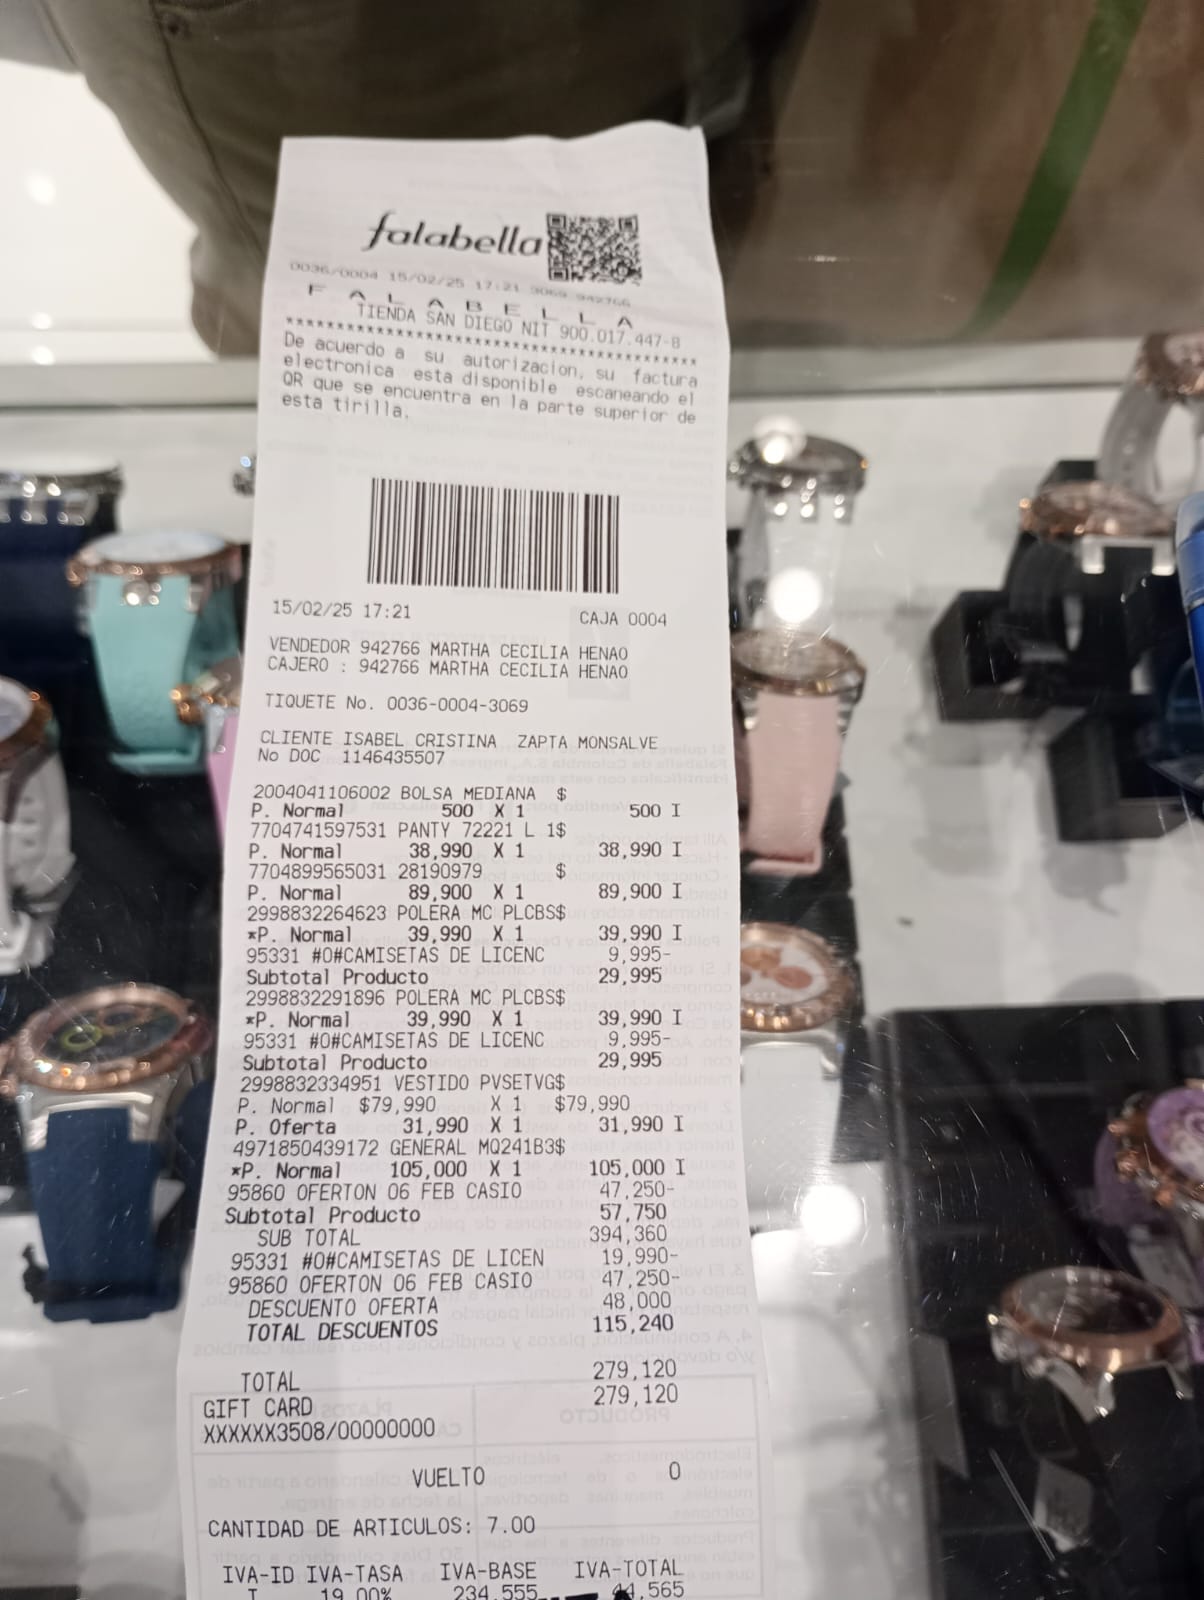 falabella
0036/0004 15/02/25 17:21 3069 942766
F A L A B E L L A
TIENDA SAN DIEGO NIT 900.017.447-8
****************************************
De acuerdo a su autorizacion, su factura
electronica esta disponible escaneando el
QR que se encuentra en la parte superior de
esta tirilla.
15/02/25 17:21 CAJA 0004
VENDEDOR 942766 MARTHA CECILIA HENAO
CAJERO : 942766 MARTHA CECILIA HENAO
TIQUETE No. 0036-0004-3069
CLIENTE ISABEL CRISTINA ZAPTA MONSALVE
No DOC 1146435507
2004041106002 BOLSA MEDIANA $
P. Normal 500 X 1 500 I
7704741597531 PANTY 72221 L 1$
P. Normal 38,990 X 1 38,990 I
7704899565031 28190979 $
P. Normal 89,900 X 1 89,900 I
2998832264623 POLERA MC PLCBS$
*P. Normal 39,990 X 1 39,990 I
95331 #0#CAMISETAS DE LICENC 9,995-
Subtotal Producto 29,995
2998832291896 POLERA MC PLCBS$
*P. Normal 39,990 X 1 39,990 I
95331 #0#CAMISETAS DE LICENC 9,995-
Subtotal Producto 29,995
2998832334951 VESTIDO PVSETVG$
P. Normal $79,990 X 1 $79,990
P. Oferta 31,990 X 1 31,990 I
4971850439172 GENERAL MQ241B3$
*P. Normal 105,000 X 1 105,000 I
95860 OFERTON 06 FEB CASIO 47,250-
Subtotal Producto 57,750
SUB TOTAL 394,360
95331 #0#CAMISETAS DE LICEN 19,990-
95860 OFERTON 06 FEB CASIO 47,250-
DESCUENTO OFERTA 48,000
TOTAL DESCUENTOS 115,240
TOTAL 279,120
GIFT CARD 279,120
XXXXXX3508/00000000
VUELTO 0
CANTIDAD DE ARTICULOS: 7.00
IVA-ID IVA-TASA IVA-BASE IVA-TOTAL
I 19.00% 234,555 44,565